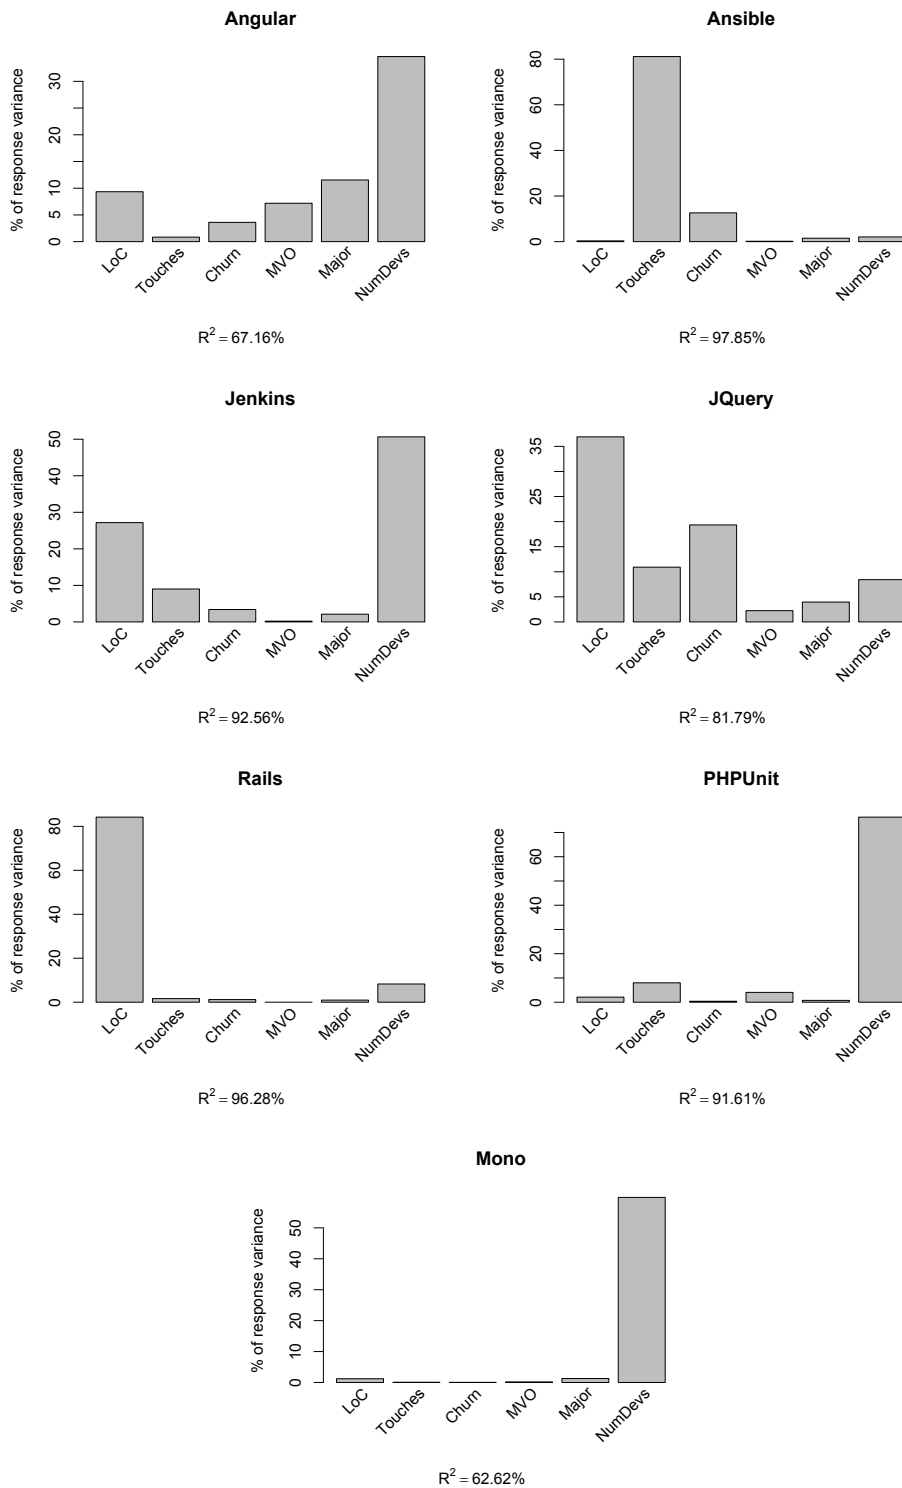 Angular
% of response variance
0
5
10
20
30
LoC
Touches
Churn
MVO
Major
NumDevs
R² = 67.16%
Ansible
% of response variance
0
20
40
60
80
LoC
Touches
Churn
MVO
Major
NumDevs
R² = 97.85%
Jenkins
% of response variance
0
10
20
30
40
50
LoC
Touches
Churn
MVO
Major
NumDevs
R² = 92.56%
JQuery
% of response variance
0
5
15
25
35
LoC
Touches
Churn
MVO
Major
NumDevs
R² = 81.79%
Rails
% of response variance
0
20
40
60
80
LoC
Touches
Churn
MVO
Major
NumDevs
R² = 96.28%
PHPUnit
% of response variance
0
20
40
60
LoC
Touches
Churn
MVO
Major
NumDevs
R² = 91.61%
Mono
% of response variance
0
10
20
30
40
50
LoC
Touches
Churn
MVO
Major
NumDevs
R² = 62.62%